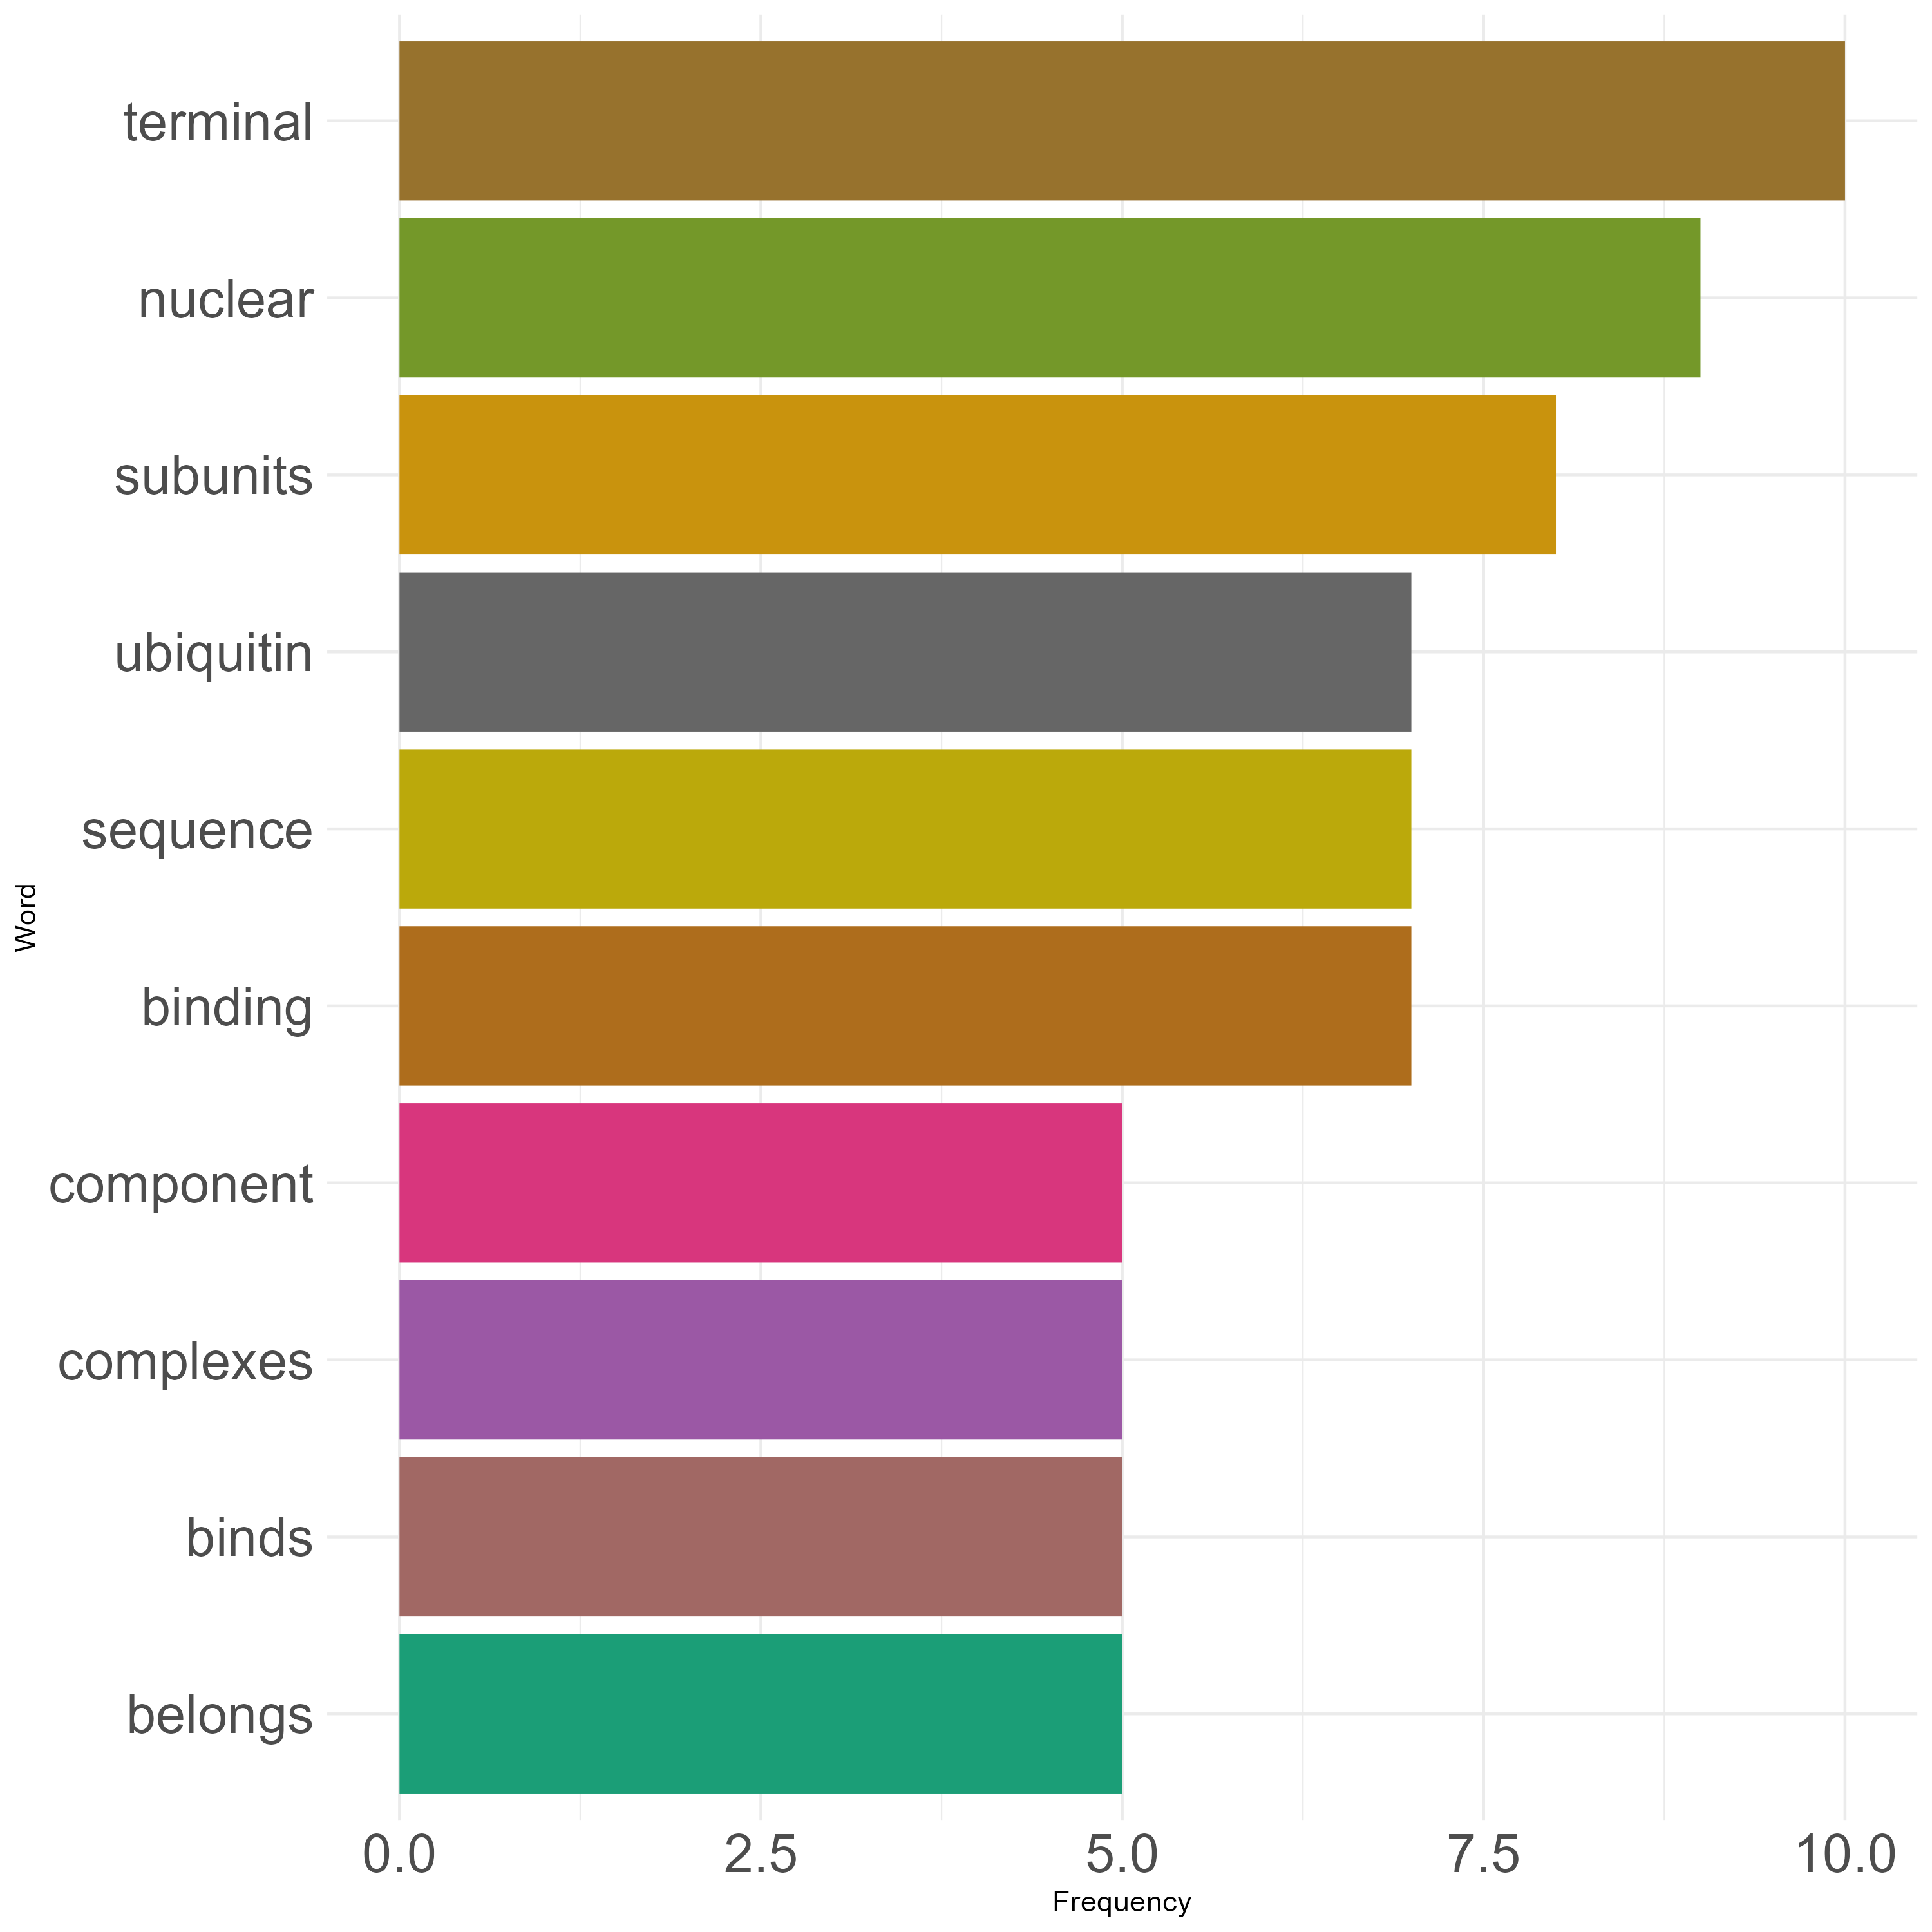 terminal
nuclear
subunits
ubiquitin
sequence
binding
component
complexes
binds
belongs
Word
0.0 2.5 5.0 7.5 10.0
Frequency